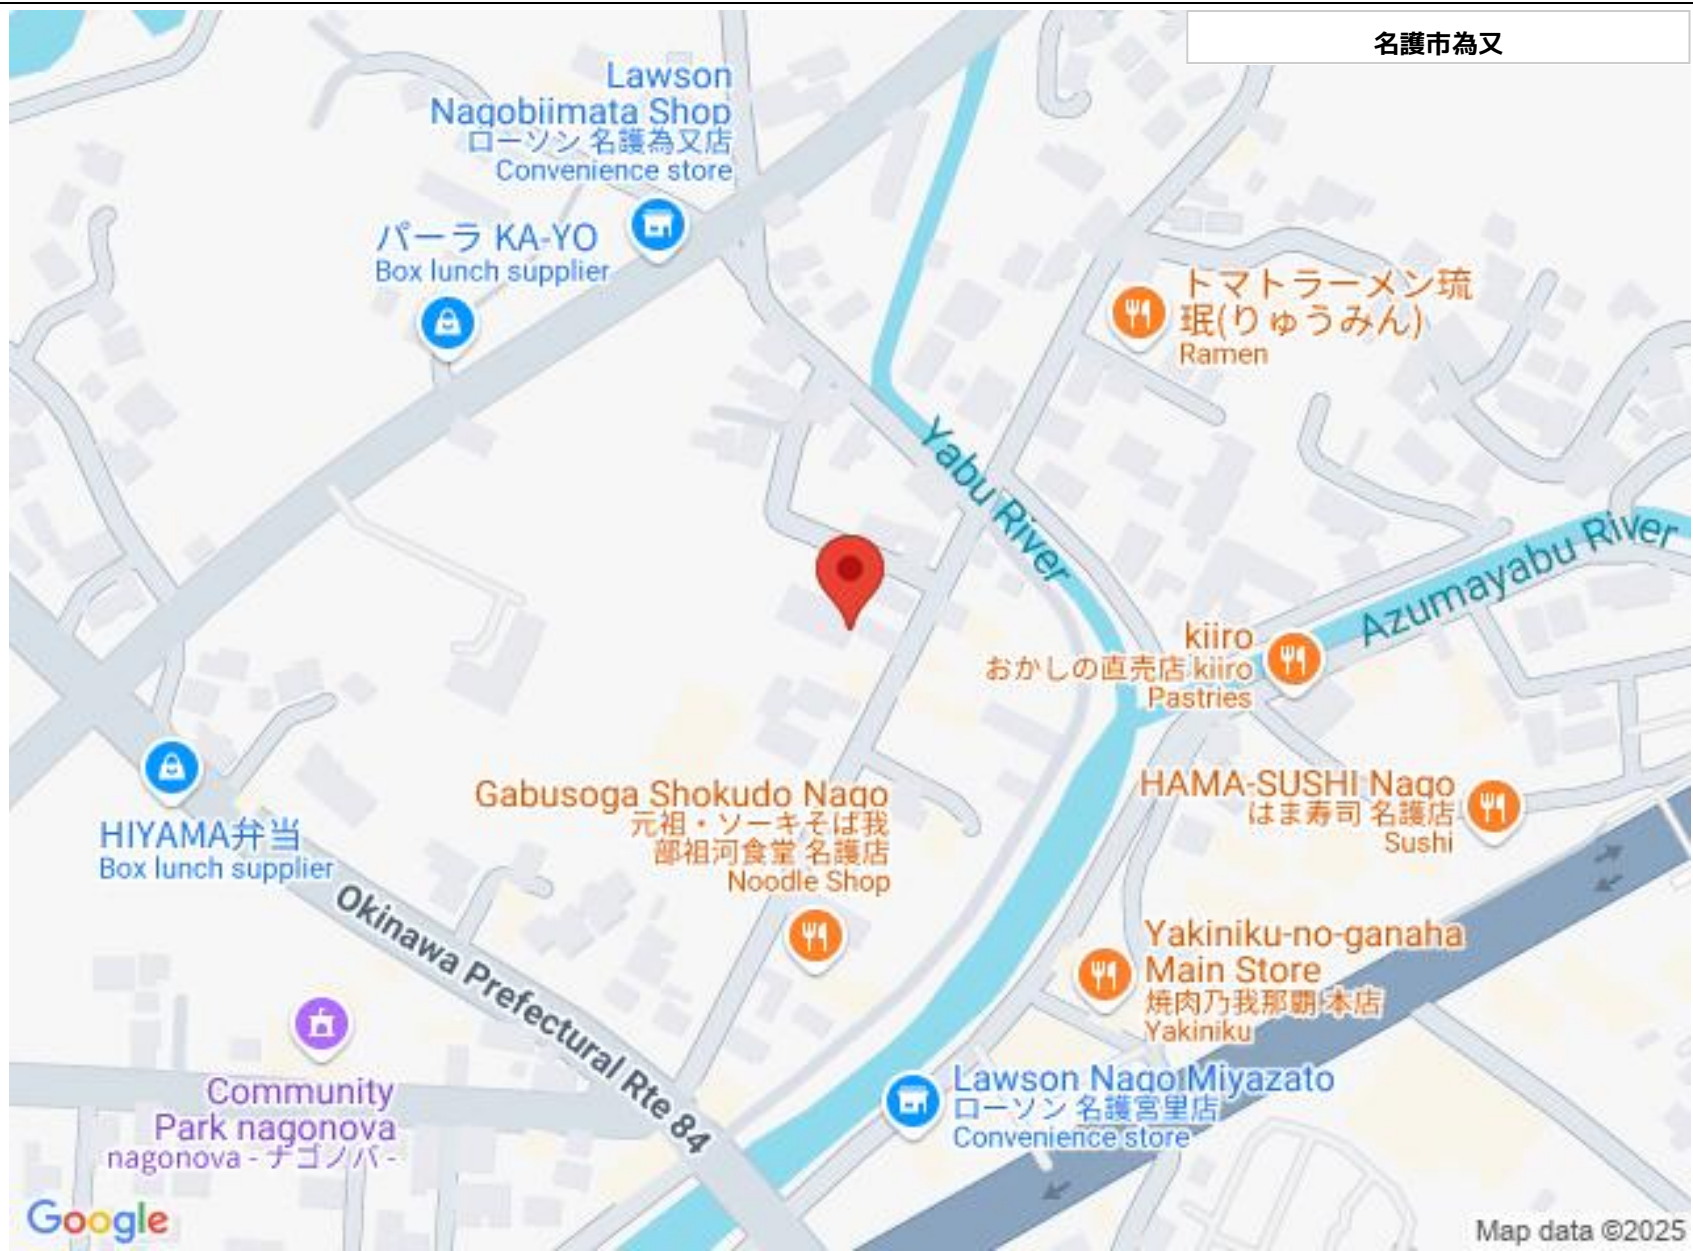 名護市為又
Lawson
Nagobiimata Shop
ローソン 名護為又店
Convenience store
パーラ KA-YO
Box lunch supplier
トマトラーメン琉
珉(りゅうみん)
Ramen
Yabu River
Azumayabu River
kiiro
おかしの直売店 kiiro
Pastries
HAMA-SUSHI Nago
はま寿司 名護店
Sushi
Gabusoga Shokudo Nago
元祖・ソーキそば我
部祖河食堂 名護店
Noodle Shop
HIYAMA弁当
Box lunch supplier
Okinawa Prefectural Rte 84
Yakiniku-no-ganaha
Main Store
焼肉乃我那覇 本店
Yakiniku
Community
Park nagonova
nagonova - ナゴノバ -
Lawson Nago Miyazato
ローソン 名護宮里店
Convenience store
Google
Map data ©2025